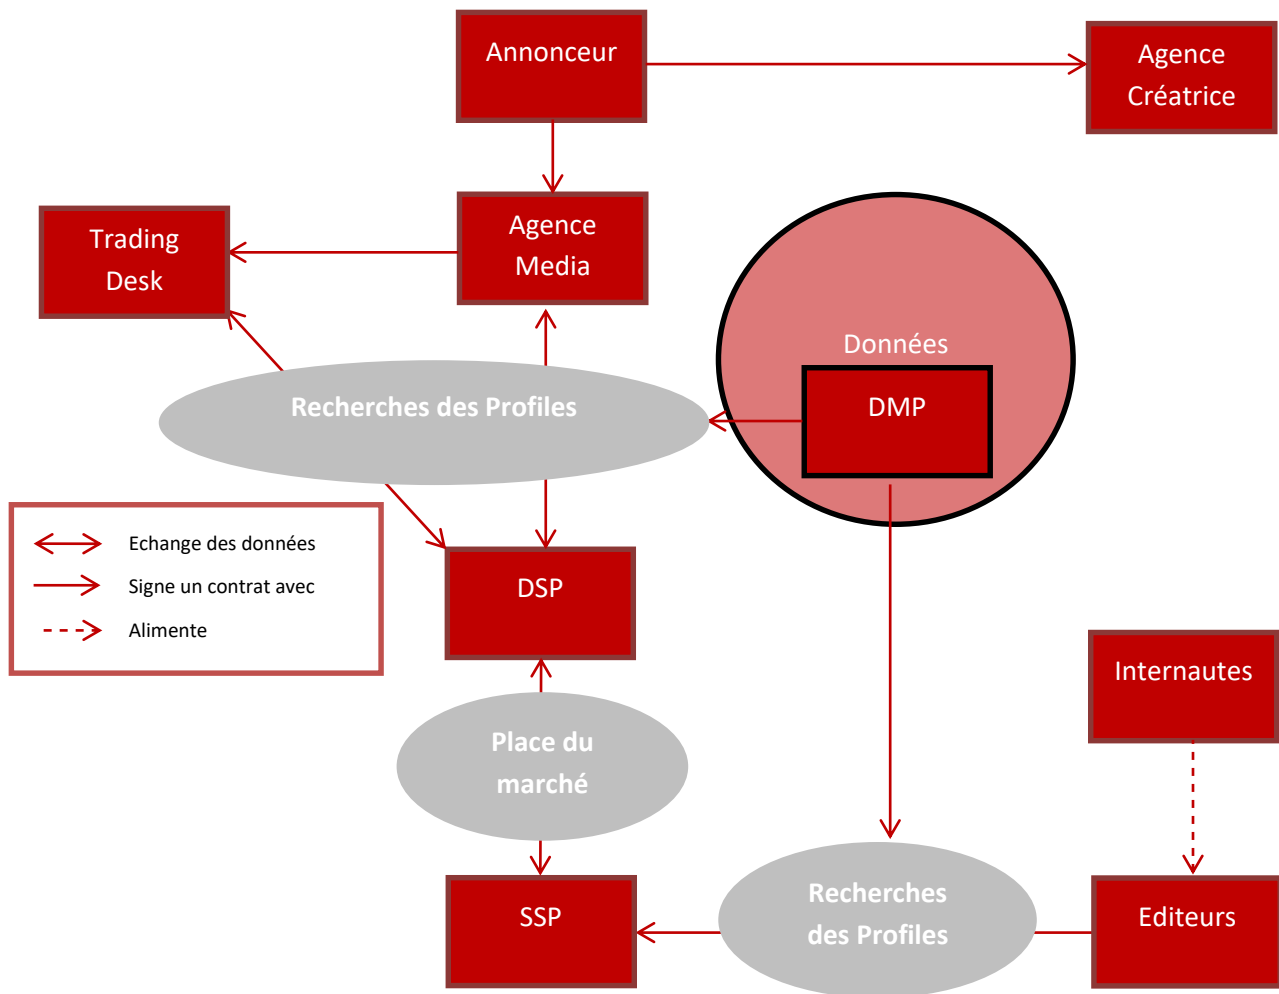 Annonceur
Agence
Créatrice
Trading
Desk
Agence
Media
Données
DMP
Recherches des Profiles
Echange des données
Signe un contrat avec
Alimente
DSP
Internautes
Place du
marché
SSP
Recherches
des Profiles
Editeurs